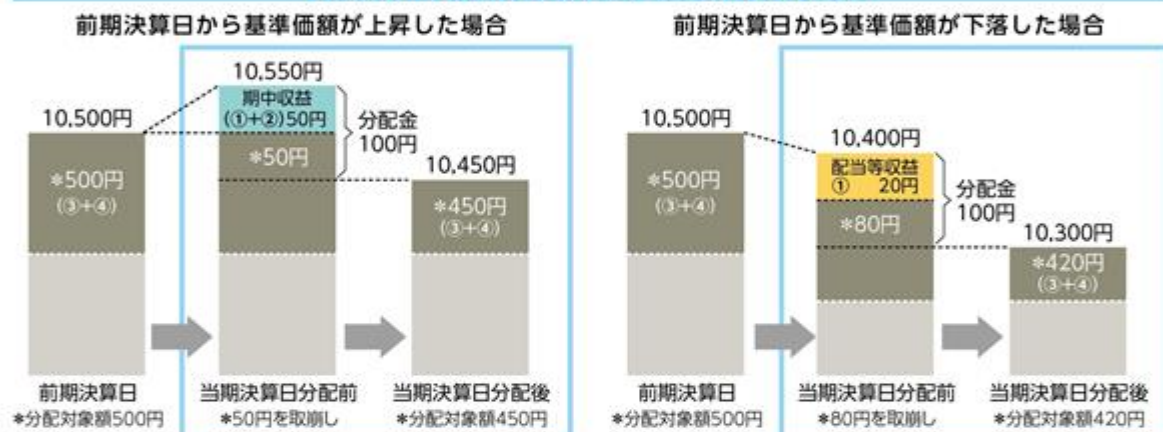 前期決算日から基準価額が上昇した場合
10,550円
期中収益
(①+②)50円
10,500円
分配金
100円
*50円
10,450円
*500円
(③+④)
*450円
(③+④)
前期決算日
*分配対象額500円
当期決算日分配前
*50円を取崩し
当期決算日分配後
*分配対象額450円
前期決算日から基準価額が下落した場合
10,500円
10,400円
配当等収益
① 20円
分配金
100円
*500円
(③+④)
*80円
10,300円
*420円
(③+④)
前期決算日
*分配対象額500円
当期決算日分配前
*80円を取崩し
当期決算日分配後
*分配対象額420円